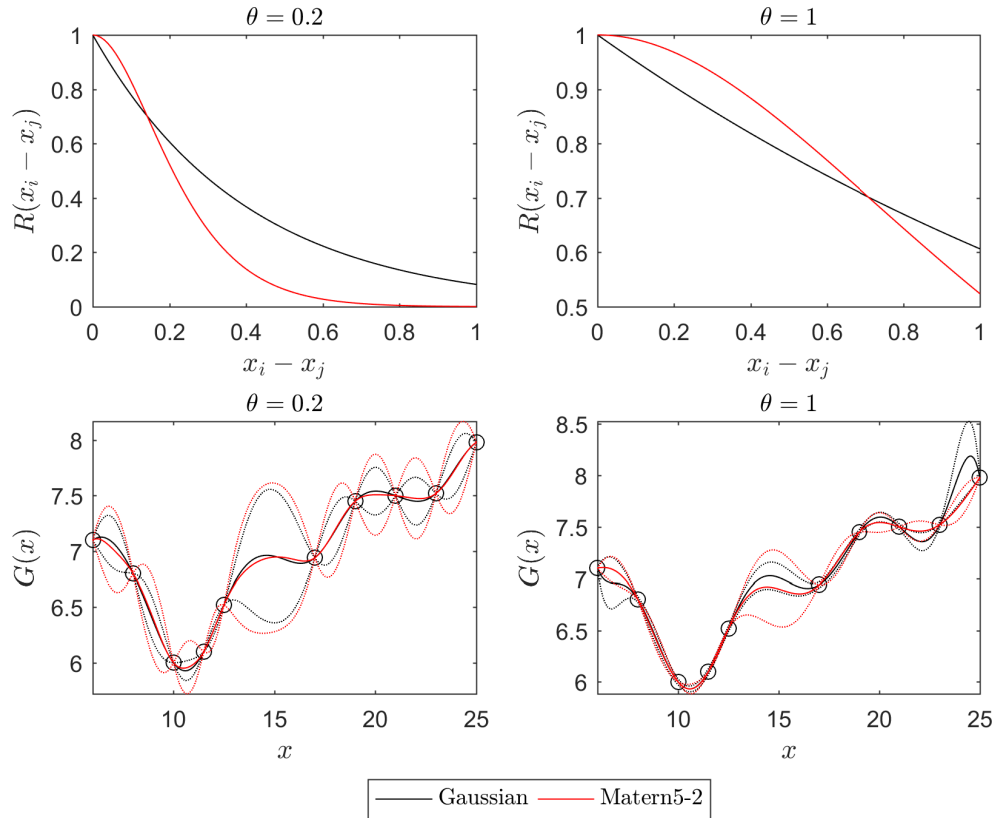 θ = 0.2
1
0.8
0.6
0.4
0.2
0
0 0.2 0.4 0.6 0.8 1
R(x_i − x_j)
x_i − x_j
θ = 1
1
0.9
0.8
0.7
0.6
0.5
0 0.2 0.4 0.6 0.8 1
R(x_i − x_j)
x_i − x_j
θ = 0.2
8
7.5
7
6.5
6
10 15 20 25
G(x)
x
θ = 1
8.5
8
7.5
7
6.5
6
10 15 20 25
G(x)
x
Gaussian Matern5-2